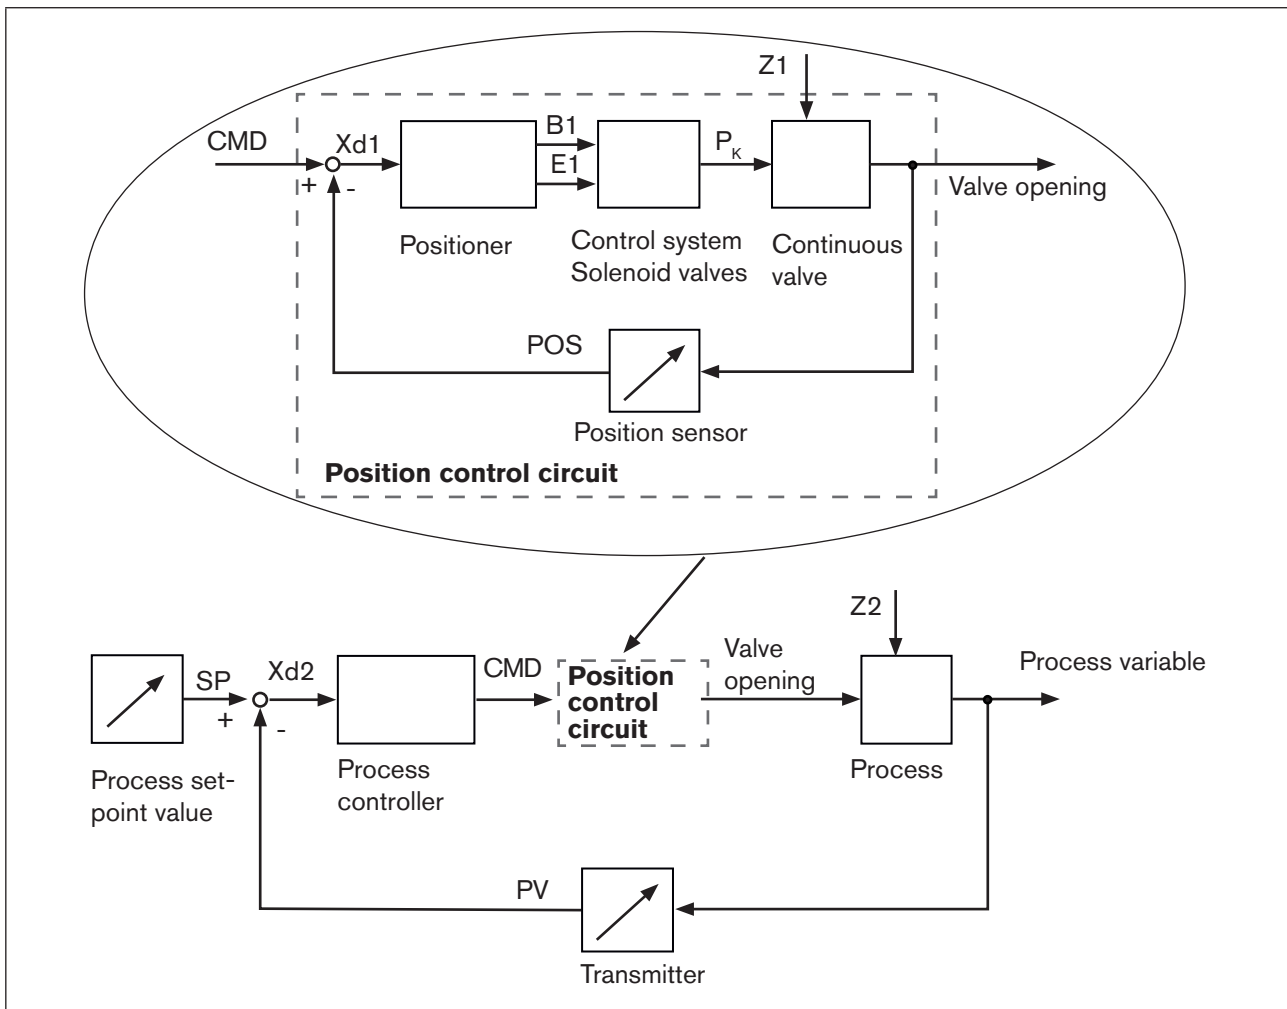 Z1
CMD
Xd1
B1
E1
P_K
+
-
Valve opening
Positioner
Control system
Solenoid valves
Continuous
valve
POS
Position sensor
Position control circuit
Z2
SP
Xd2
CMD
Position
control
circuit
Valve
opening
Process variable
+
-
Process set-
point value
Process
controller
Process
PV
Transmitter